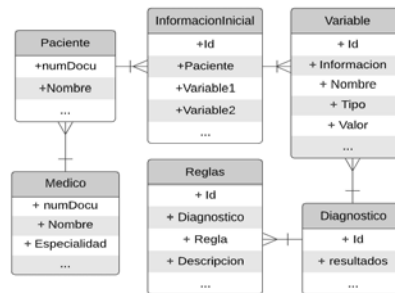 Paciente
+numDocu
+Nombre
...
InformacionInicial
+Id
+Paciente
+Variable1
+Variable2
...
Variable
+ Id
+ Informacion
+ Nombre
+ Tipo
+ Valor
...
Medico
+ numDocu
+ Nombre
+ Especialidad
...
Reglas
+ Id
+ Diagnostico
+ Regla
+ Descripcion
...
Diagnostico
+ Id
+ resultados
...